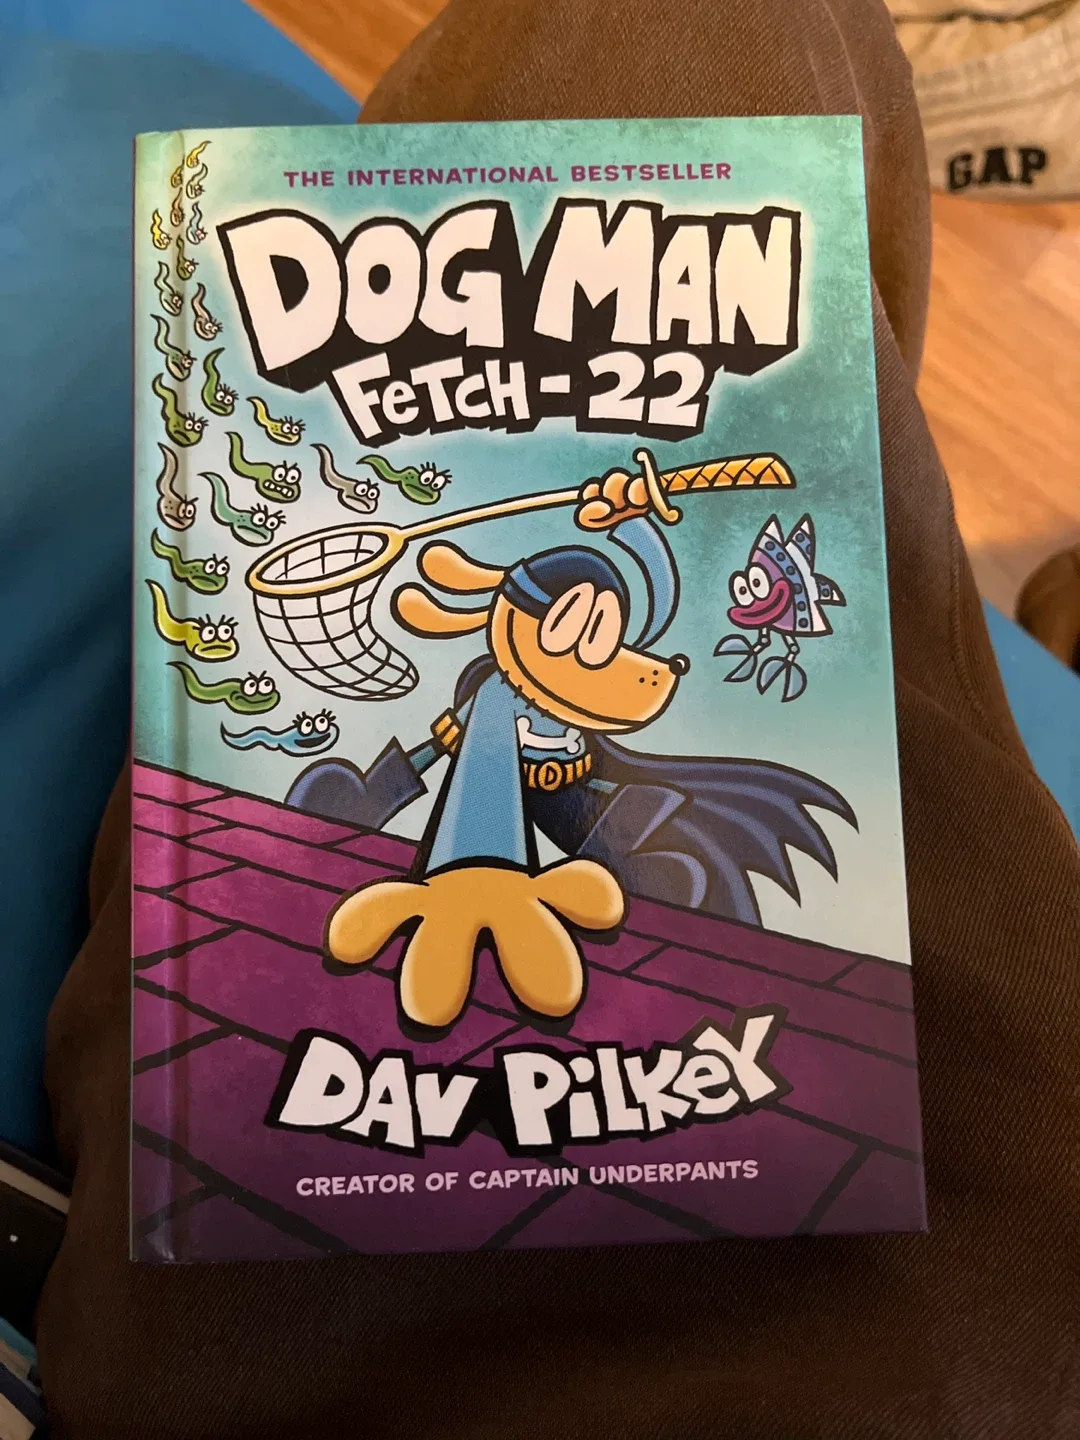 THE INTERNATIONAL BESTSELLER
DOG MAN
FeTCH-22
D
DAV PiLKeY
CREATOR OF CAPTAIN UNDERPANTS
GAP